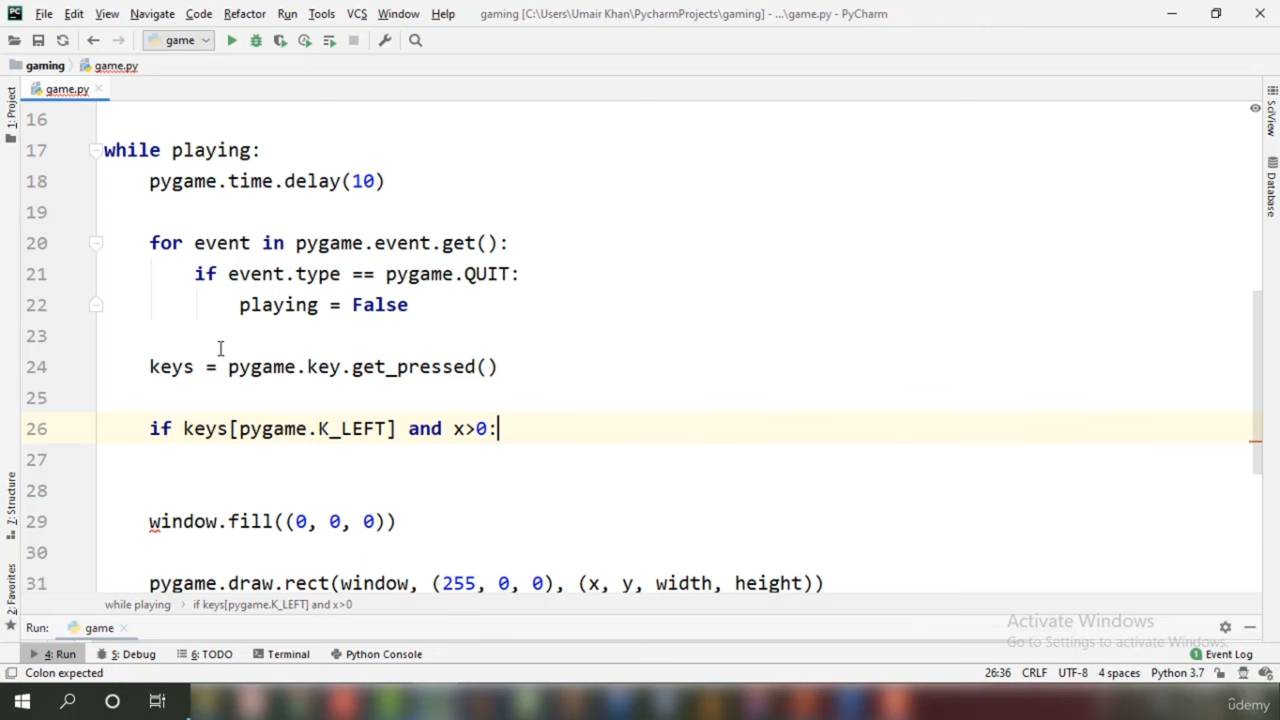 PC File Edit View Navigate Code Refactor Run Tools VCS Window Help gaming [C:\Users\Umair Khan\PycharmProjects\gaming] - ...\game.py - PyCharm
game
gaming game.py
game.py
16
17 while playing:
18 pygame.time.delay(10)
19
20 for event in pygame.event.get():
21 if event.type == pygame.QUIT:
22 playing = False
23
24 keys = pygame.key.get_pressed()
25
26 if keys[pygame.K_LEFT] and x>0:
27
28
29 window.fill((0, 0, 0))
30
31 pygame.draw.rect(window, (255, 0, 0), (x, y, width, height))
while playing if keys[pygame.K_LEFT] and x>0
1: Project
7: Structure
2: Favorites
SciView
Database
Run: game
Activate Windows
Go to Settings to activate Windows.
4: Run 5: Debug 6: TODO Terminal Python Console 1 Event Log
Colon expected 26:36 CRLF UTF-8 4 spaces Python 3.7
ûdemy